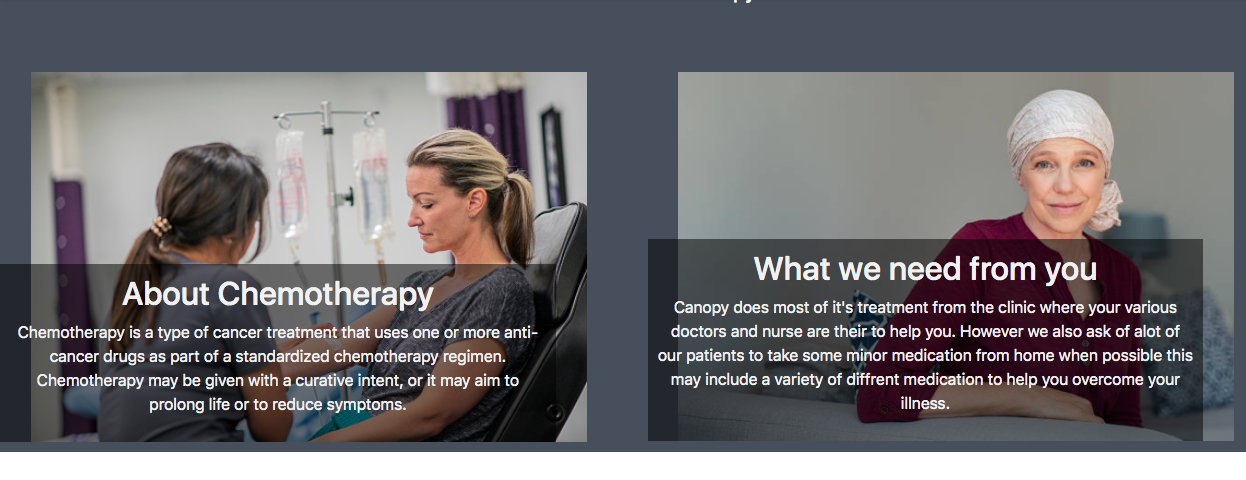 About Chemotherapy
Chemotherapy is a type of cancer treatment that uses one or more anti-
cancer drugs as part of a standardized chemotherapy regimen.
Chemotherapy may be given with a curative intent, or it may aim to
prolong life or to reduce symptoms.
What we need from you
Canopy does most of it's treatment from the clinic where your various
doctors and nurse are their to help you. However we also ask of alot of
our patients to take some minor medication from home when possible this
may include a variety of diffrent medication to help you overcome your
illness.